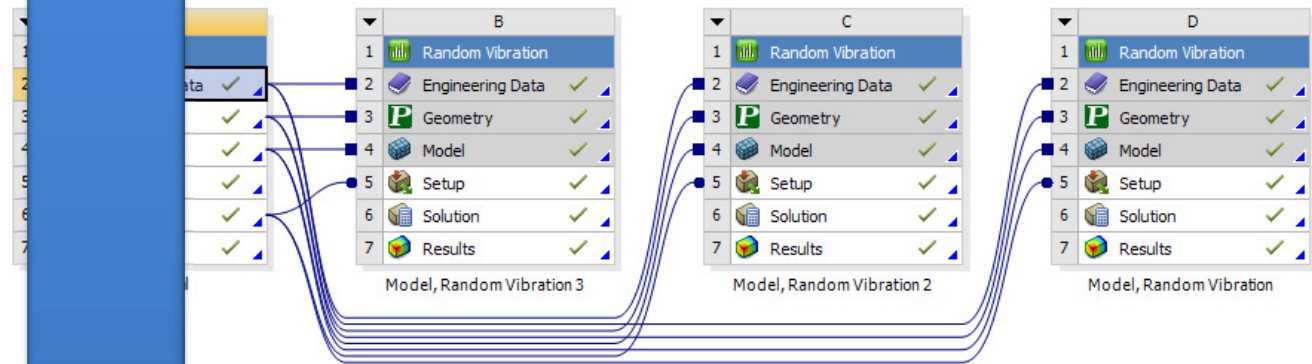 B
C
D
1 Random Vibration
1 Random Vibration
1 Random Vibration
2 Engineering Data
2 Engineering Data
2 Engineering Data
3 P Geometry
3 P Geometry
3 P Geometry
4 Model
4 Model
4 Model
5 Setup
5 Setup
5 Setup
6 Solution
6 Solution
6 Solution
7 Results
7 Results
7 Results
Model, Random Vibration 3
Model, Random Vibration 2
Model, Random Vibration